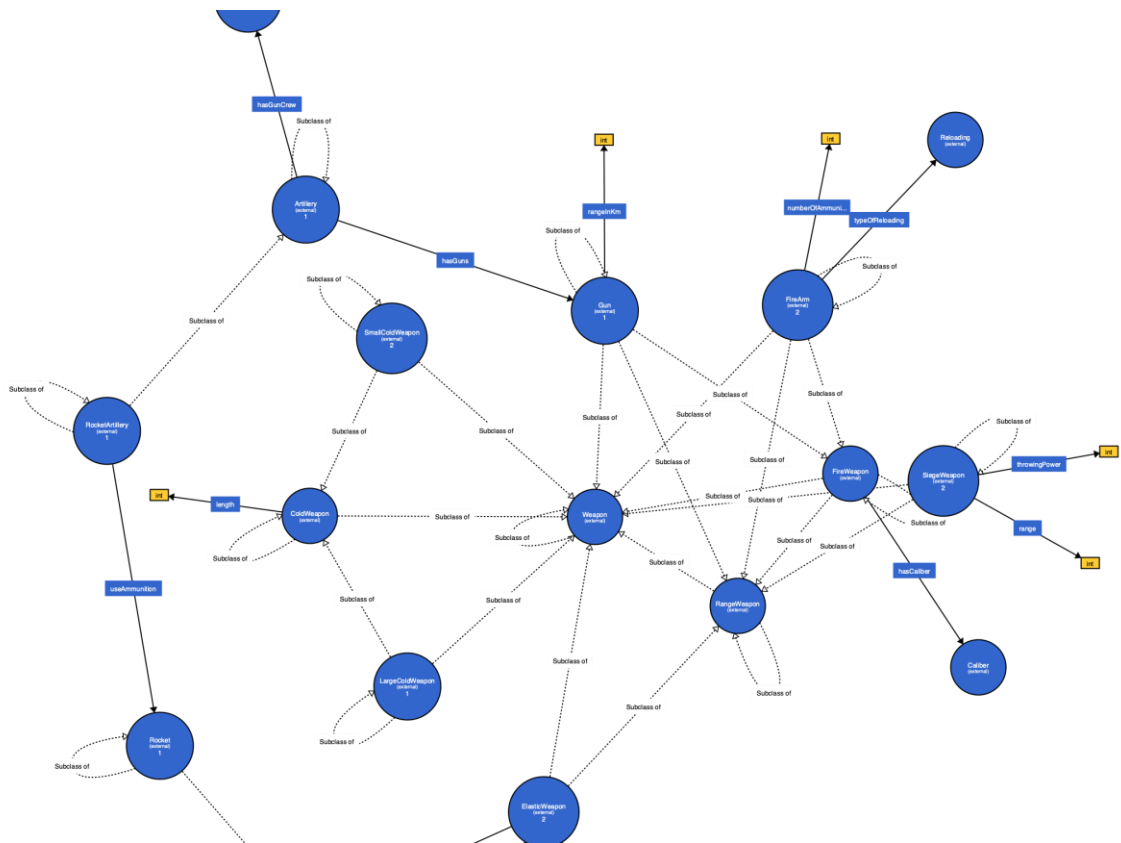 hasGunCrew
Subclass of
int
int
Reloading
(external)
Artillery
(external)
1
rangeInKm
numberOfAmmuni...
typeOfReloading
Subclass of
hasGuns
Subclass of
Gun
(external)
1
FireArm
(external)
2
Subclass of
Subclass of
SmallColdWeapon
(external)
2
Subclass of
Subclass of
RocketArtillery
(external)
1
Subclass of
Subclass of
Subclass of
Subclass of
Subclass of
Subclass of
Subclass of
Subclass of
Subclass of
FireWeapon
(external)
SiegeWeapon
(external)
2
throwingPower
int
int
length
ColdWeapon
(external)
Subclass of
Weapon
(external)
Subclass of
Subclass of
Subclass of
range
Subclass of
Subclass of
Subclass of
Subclass of
Subclass of
int
hasCaliber
useAmmunition
Subclass of
Subclass of
RangeWeapon
(external)
Subclass of
Caliber
(external)
LargeColdWeapon
(external)
1
Subclass of
Subclass of
Subclass of
Subclass of
Rocket
(external)
1
Subclass of
ElasticWeapon
(external)
2